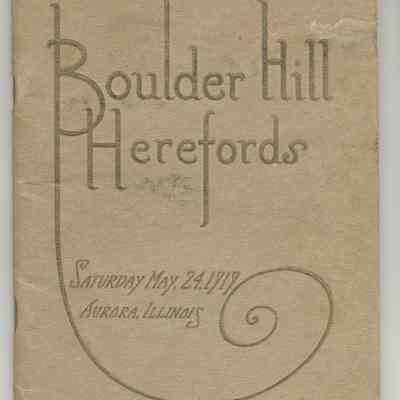 Boulder Hill
Herefords
Saturday May. 24, 1919
Aurora, Illinois